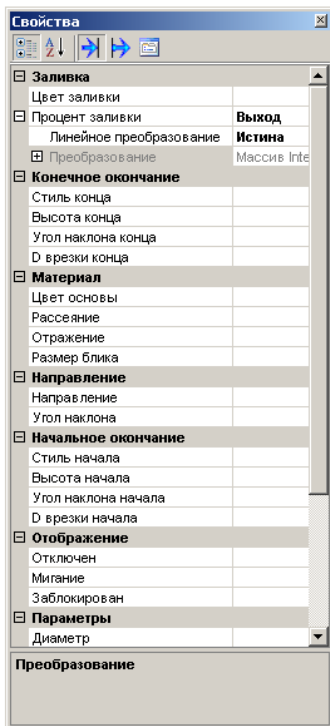 Свойства
Заливка
Цвет заливки
Процент заливки Выход
Линейное преобразование Истина
Преобразование Массив Inte
Конечное окончание
Стиль конца
Высота конца
Угол наклона конца
D врезки конца
Материал
Цвет основы
Рассеяние
Отражение
Размер блика
Направление
Направление
Угол наклона
Начальное окончание
Стиль начала
Высота начала
Угол наклона начала
D врезки начала
Отображение
Отключен
Мигание
Заблокирован
Параметры
Диаметр
Преобразование